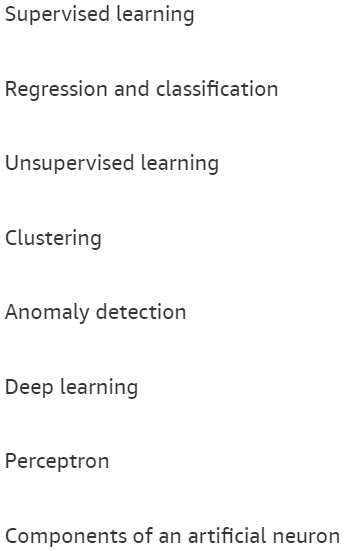 Supervised learning
Regression and classification
Unsupervised learning
Clustering
Anomaly detection
Deep learning
Perceptron
Components of an artificial neuron